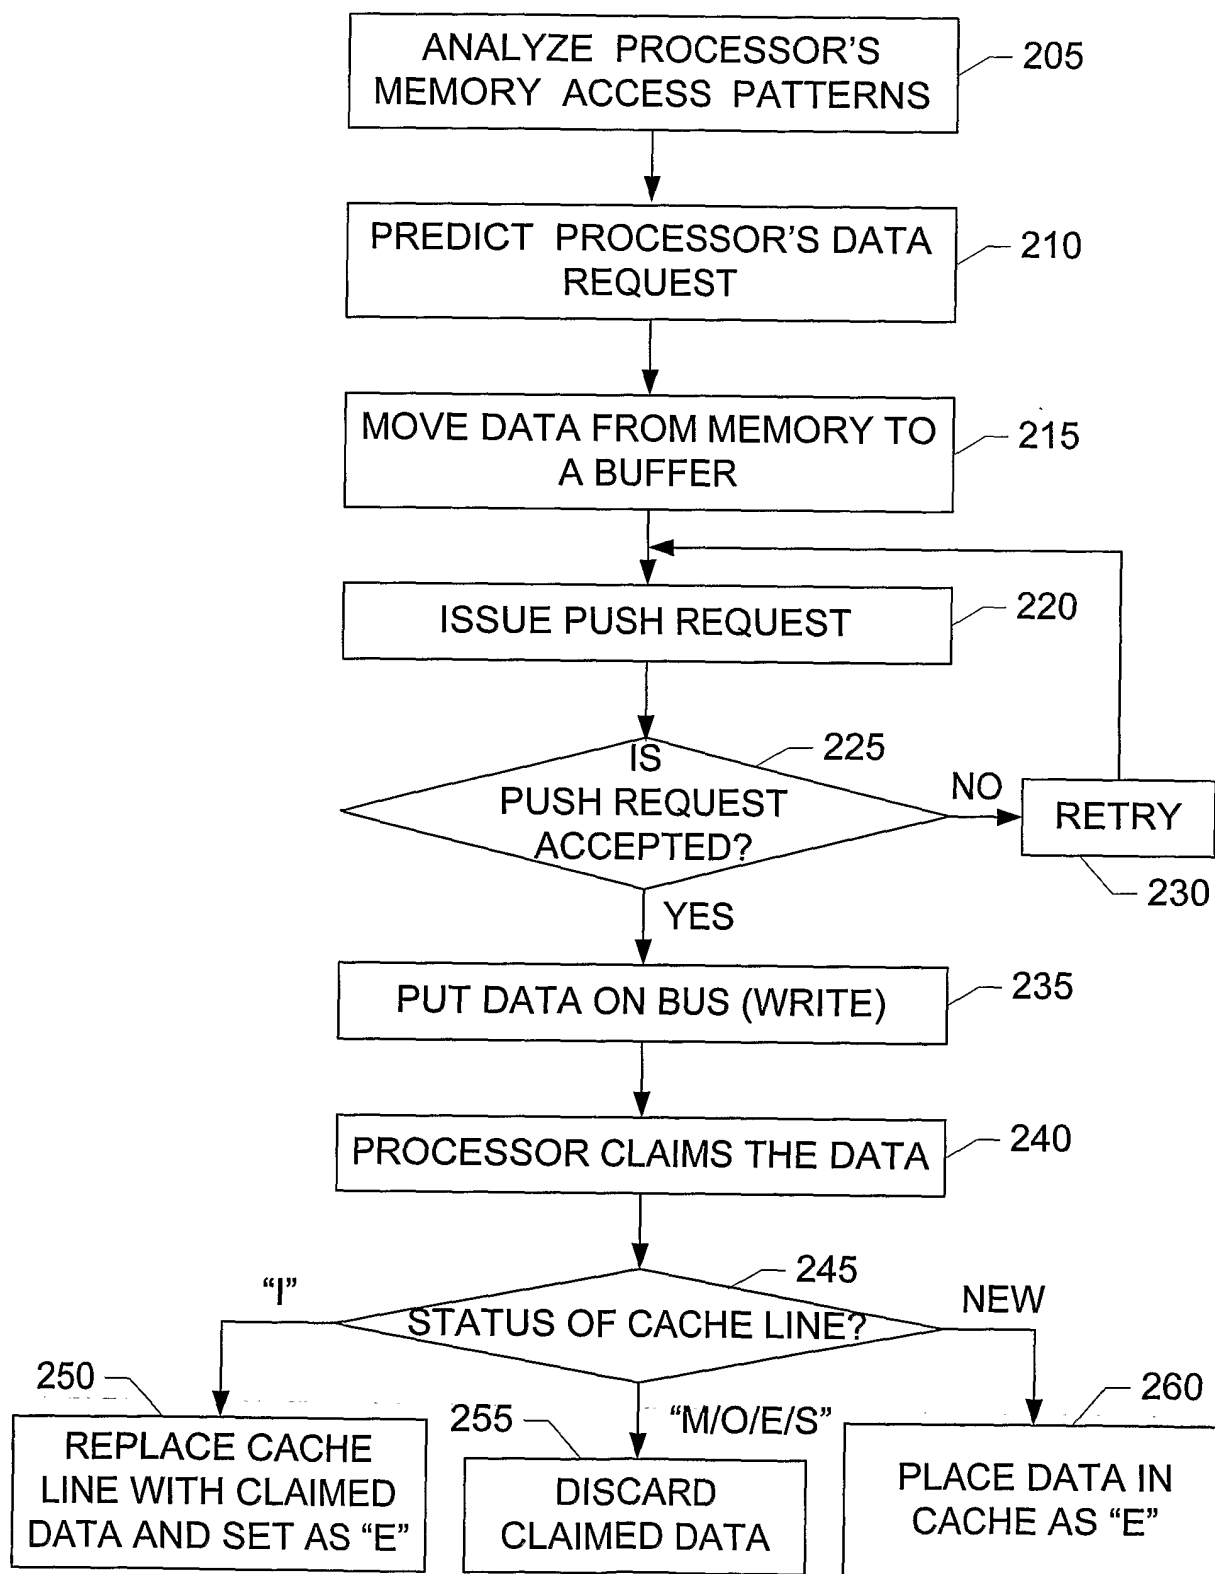 ANALYZE PROCESSOR'S
MEMORY ACCESS PATTERNS
205
PREDICT PROCESSOR'S DATA
REQUEST
210
MOVE DATA FROM MEMORY TO
A BUFFER
215
ISSUE PUSH REQUEST
220
IS
PUSH REQUEST
ACCEPTED?
225
NO
RETRY
230
YES
PUT DATA ON BUS (WRITE)
235
PROCESSOR CLAIMS THE DATA
240
STATUS OF CACHE LINE?
245
“I”
NEW
“M/O/E/S”
250
REPLACE CACHE
LINE WITH CLAIMED
DATA AND SET AS “E”
255
DISCARD
CLAIMED DATA
260
PLACE DATA IN
CACHE AS “E”